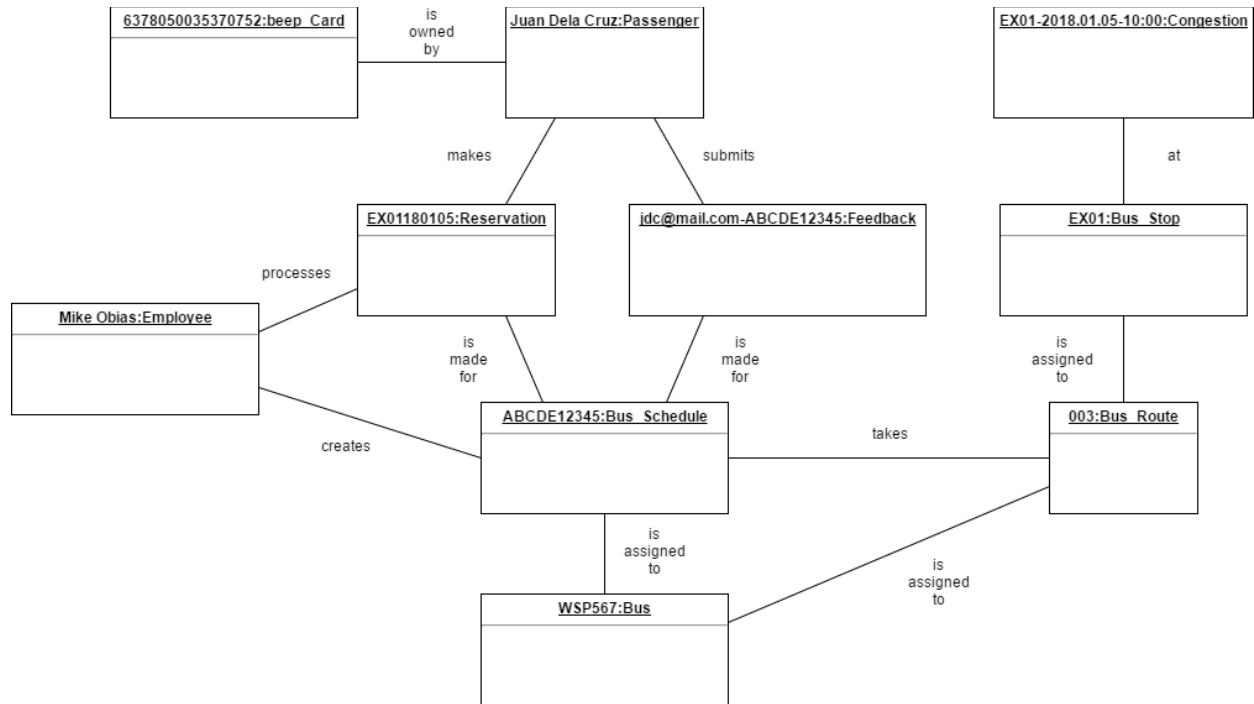 6378050035370752:beep_Card
is
owned
by
Juan Dela Cruz:Passenger
EX01-2018.01.05-10:00:Congestion
makes
submits
at
EX01180105:Reservation
jdc@mail.com-ABCDE12345:Feedback
EX01:Bus_Stop
processes
Mike Obias:Employee
is
made
for
is
made
for
is
assigned
to
creates
ABCDE12345:Bus_Schedule
takes
003:Bus_Route
is
assigned
to
is
assigned
to
WSP567:Bus